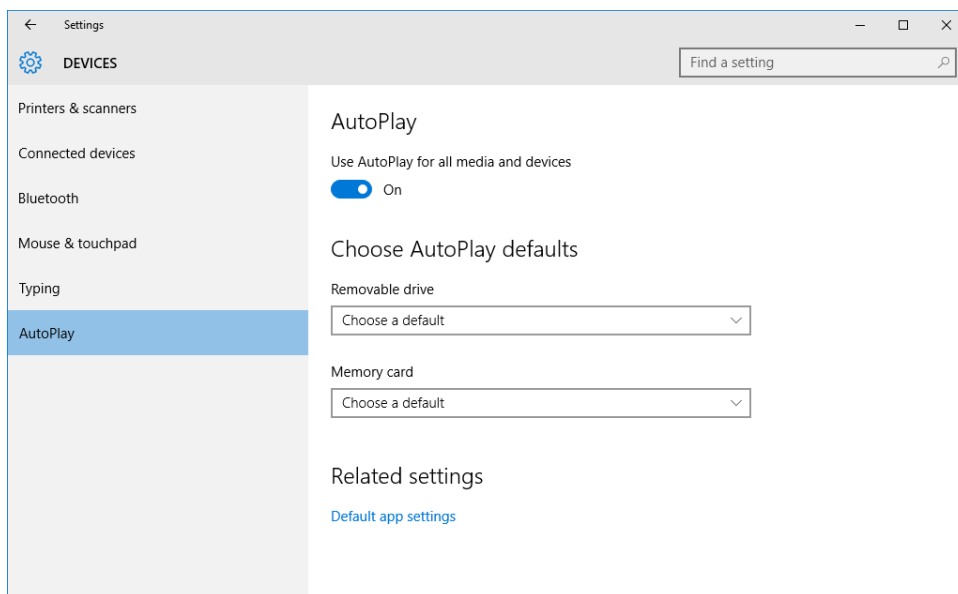 Settings
DEVICES
Find a setting
Printers & scanners
Connected devices
Bluetooth
Mouse & touchpad
Typing
AutoPlay
AutoPlay
Use AutoPlay for all media and devices
On
Choose AutoPlay defaults
Removable drive
Choose a default
Memory card
Choose a default
Related settings
Default app settings